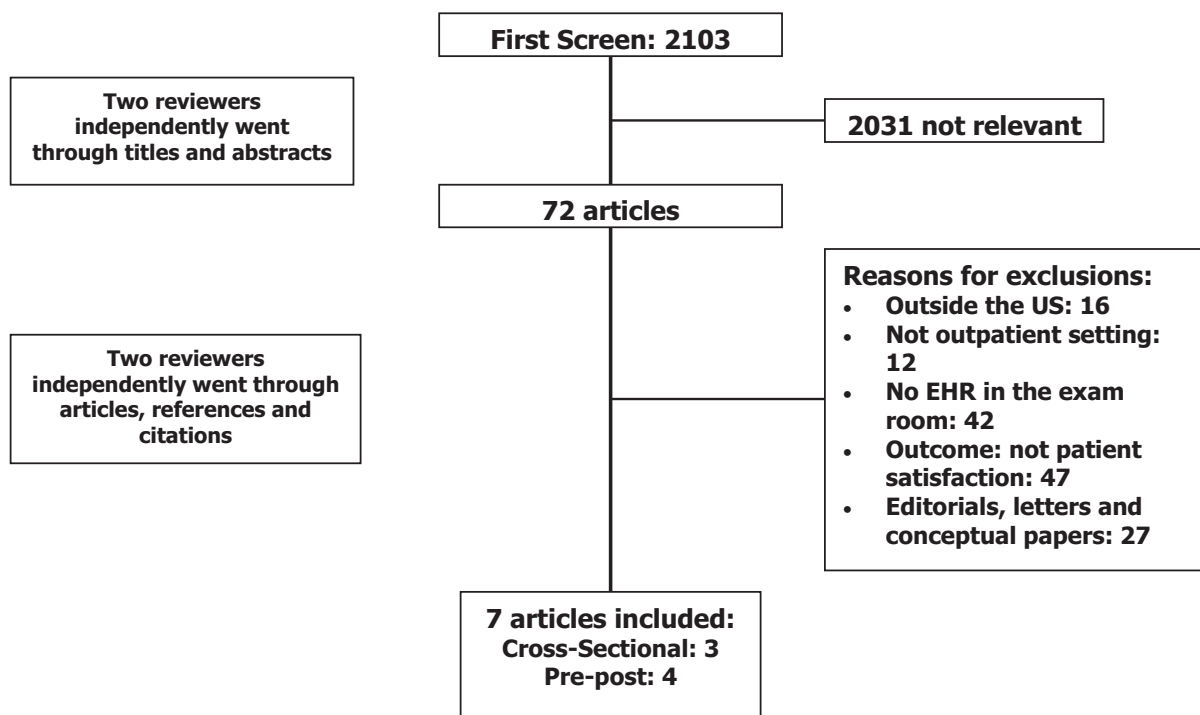 First Screen: 2103
Two reviewers
independently went
through titles and abstracts
2031 not relevant
72 articles
Reasons for exclusions:
• Outside the US: 16
• Not outpatient setting:
12
• No EHR in the exam
room: 42
• Outcome: not patient
satisfaction: 47
• Editorials, letters and
conceptual papers: 27
Two reviewers
independently went through
articles, references and
citations
7 articles included:
Cross-Sectional: 3
Pre-post: 4